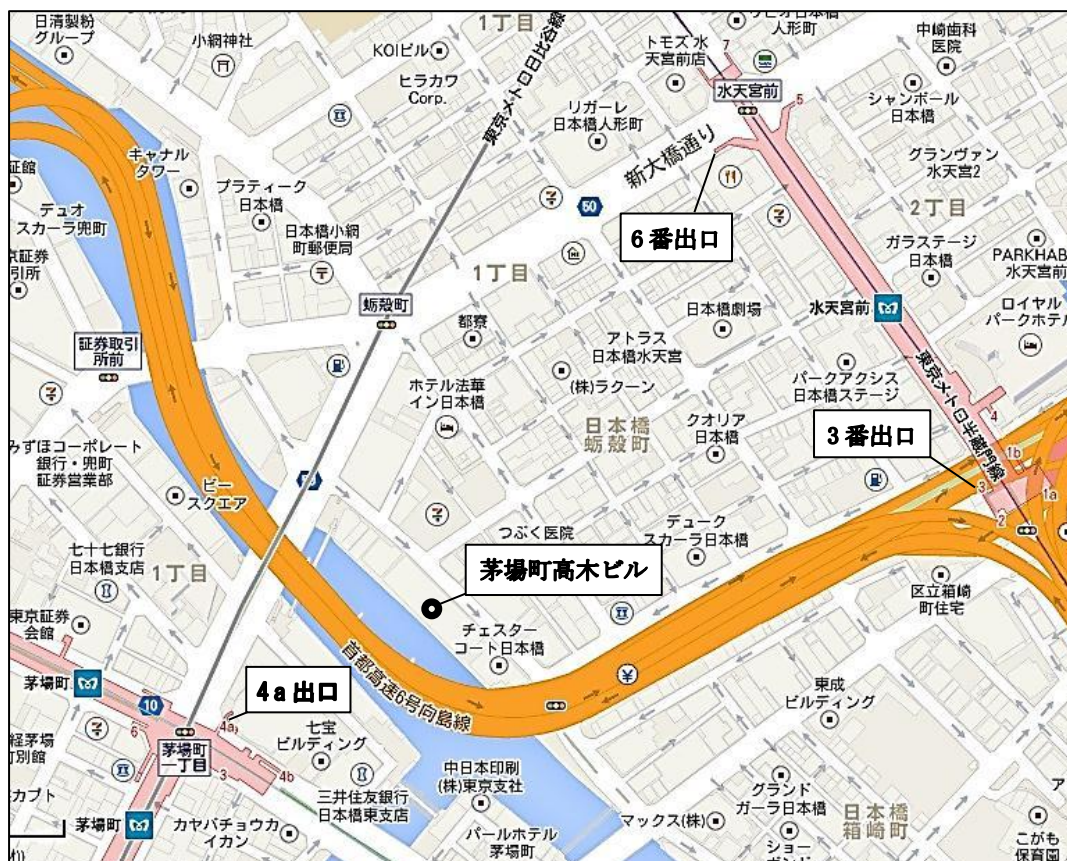 日清製粉
グループ
小網神社
1丁目
KOIビル
ヒラカワ
Corp.
東京メトロ日比谷線
トモズ 水
天宮前店
7
人形町
中崎歯科
医院
水天宮前
5
シャンボール
日本橋
リガーレ
日本橋人形町
新大橋通り
キャナル
タワー
デュオ
スカーラ兜町
プラティーク
日本橋
日本橋小網
町郵便局
50
6番出口
グランヴァン
水天宮2
2丁目
ガラステージ
日本橋
PARKHAB
水天宮前
1丁目
蛎殻町
都寮
日本橋劇場
水天宮前
ロイヤル
パークホテル
証券取引
所前
アトラス
日本橋水天宮
(株)ラクーン
ホテル法華
イン日本橋
パークアクシス
日本橋ステージ
東京メトロ半蔵門線
4
日本橋
蛎殻町
クオリア
日本橋
3番出口
みずほコーポレート
銀行・兜町
証券営業部
ビー
スクエア
1b
3
1a
2
つぶく医院
デューク
スカーラ日本橋
七十七銀行
日本橋支店
1丁目
茅場町高木ビル
区立箱崎
町住宅
東京証券
会館
チェスター
コート日本橋
首都高速6号向島線
茅場町
10
4a出口
4a
6
茅場町
一丁目
七宝
ビルディング
東成
ビルディング
3
4b
中日本印刷
(株)東京支社
三井住友銀行
日本橋東支店
グランド
ガーラ日本橋
日本橋
箱崎町
茅場町
カヤバチョウカ
イカン
パールホテル
茅場町
マックス(株)
こがも
保育園